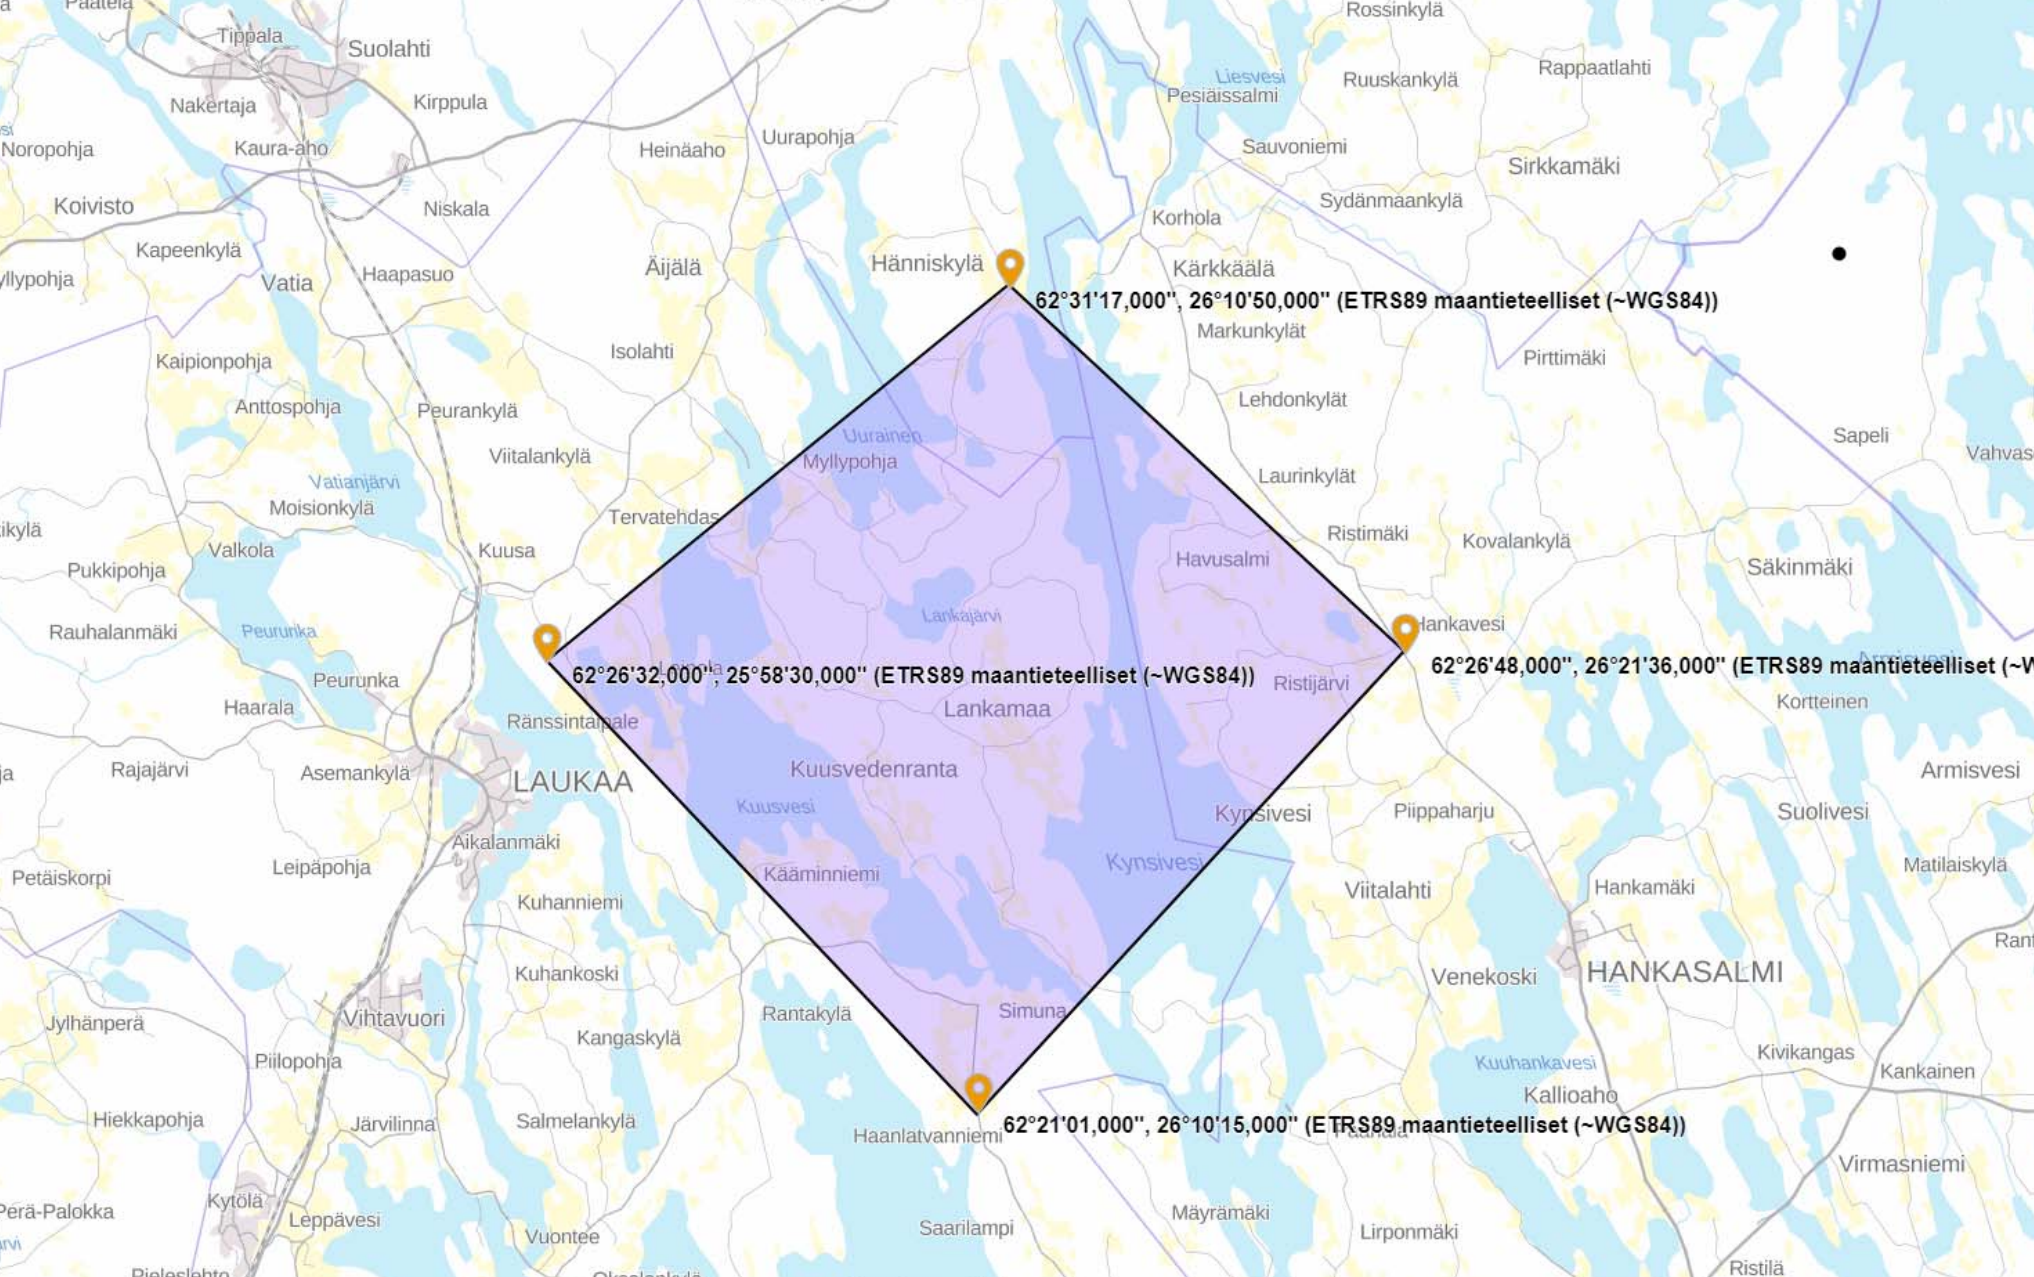 Rossinkylä
Tippala
Suolahti
Liesvesi
Ruuskankylä
Rappaatlahti
Nakertaja
Kirppula
Pesiäissalmi
Noropohja
Kaura-aho
Heinäaho
Uurapohja
Sauvoniemi
Sirkkamäki
Koivisto
Niskala
Korhola
Sydänmaankylä
Kapeenkylä
yllypohja
Vatia
Haapasuo
Äijälä
Hänniskylä
Kärkkäälä
62°31'17,000", 26°10'50,000" (ETRS89 maantieteelliset (~WGS84))
Markunkylät
Kaipionpohja
Isolahti
Pirttimäki
Anttospohja
Peurankylä
Lehdonkylät
Uurainen
Sapeli
Viitalankylä
Myllypohja
Vahvas
Vatianjärvi
Laurinkylät
Moisionkylä
Tervatehdas
ikylä
Valkola
Kuusa
Ristimäki
Kovalankylä
Pukkipohja
Havusalmi
Säkinmäki
Lankajärvi
Rauhalanmäki
Peurunka
Hankavesi
62°26'32,000", 25°58'30,000" (ETRS89 maantieteelliset (~WGS84))
62°26'48,000", 26°21'36,000" (ETRS89 maantieteelliset (~W
Armisvesi
Peurunka
Ristijärvi
Haarala
Ränssintaipale
Lankamaa
Kortteinen
Rajajärvi
Asemankylä
LAUKAA
Kuusvedenranta
Armisvesi
Kuusvesi
Kynsivesi
Piippaharju
Suolivesi
Aikalanmäki
Leipäpohja
Petäiskorpi
Kääminniemi
Kynsivesi
Viitalahti
Hankamäki
Matilaiskylä
Kuhanniemi
Kuhankoski
Venekoski
HANKASALMI
Jylhänperä
Vihtavuori
Rantakylä
Simuna
Kangaskylä
Piilopohja
Kuuhankavesi
Kivikangas
Kankainen
Kallioaho
Hiekkapohja
Järvilinna
Salmelankylä
Haanlatvanniemi
62°21'01,000", 26°10'15,000" (ETRS89 maantieteelliset (~WGS84))
Virmasniemi
Kytölä
Perä-Palokka
Leppävesi
Vuontee
Saarilampi
Mäyrämäki
Lirponmäki
Ristilä